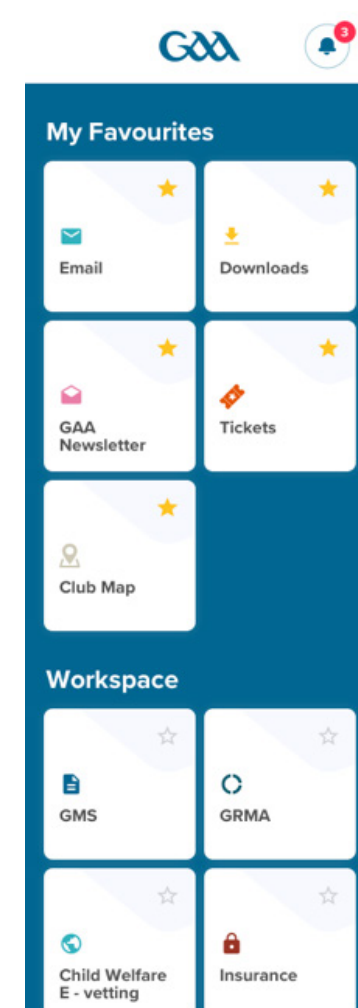 GAA
3
My Favourites
Email
Downloads
GAA
Newsletter
Tickets
Club Map
Workspace
GMS
GRMA
Child Welfare
E - vetting
Insurance